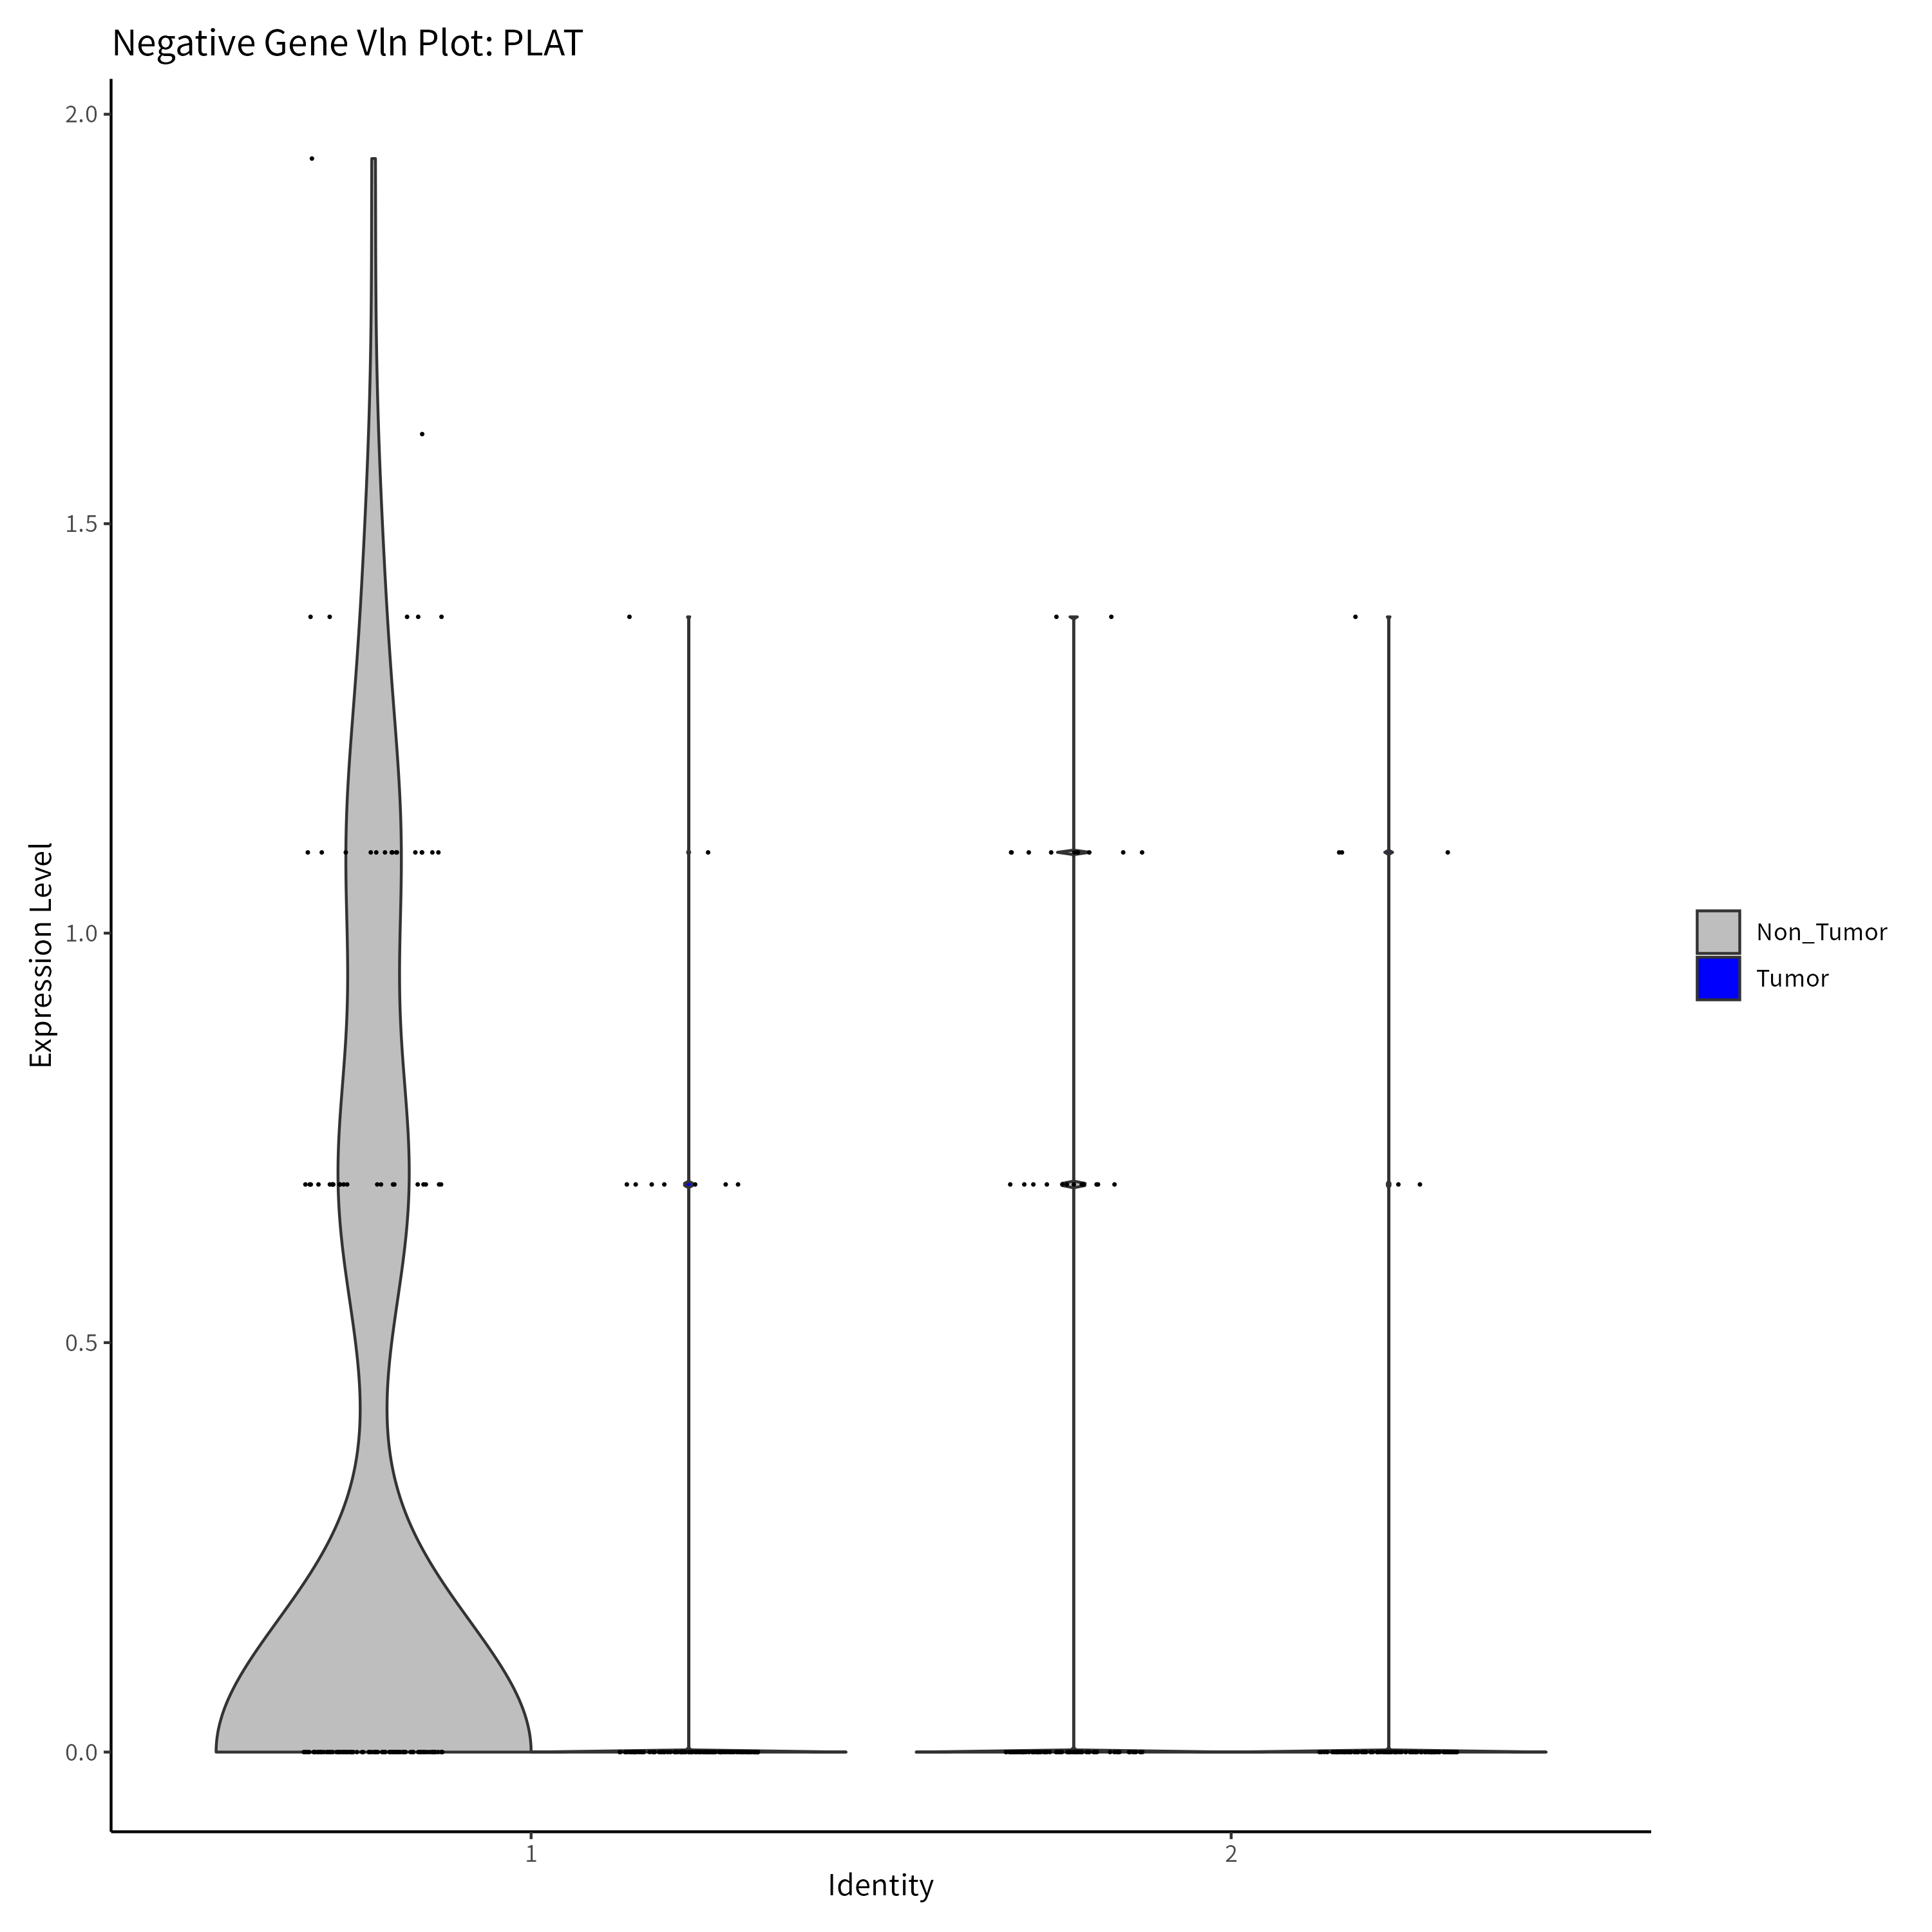 Negative Gene Vln Plot: PLAT
2.0
1.5
1.0
0.5
0.0
Expression Level
1
2
Identity
Non_Tumor
Tumor